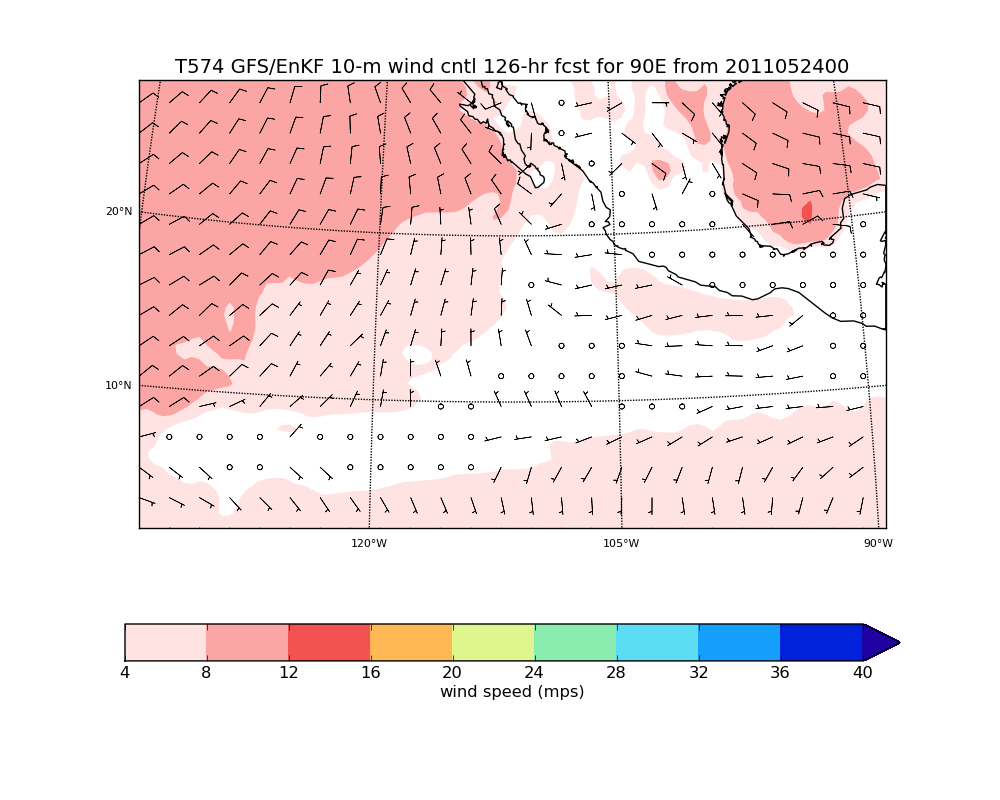 T574 GFS/EnKF 10-m wind cntl 126-hr fcst for 90E from 2011052400
20°N
10°N
120°W 105°W 90°W
4 8 12 16 20 24 28 32 36 40
wind speed (mps)